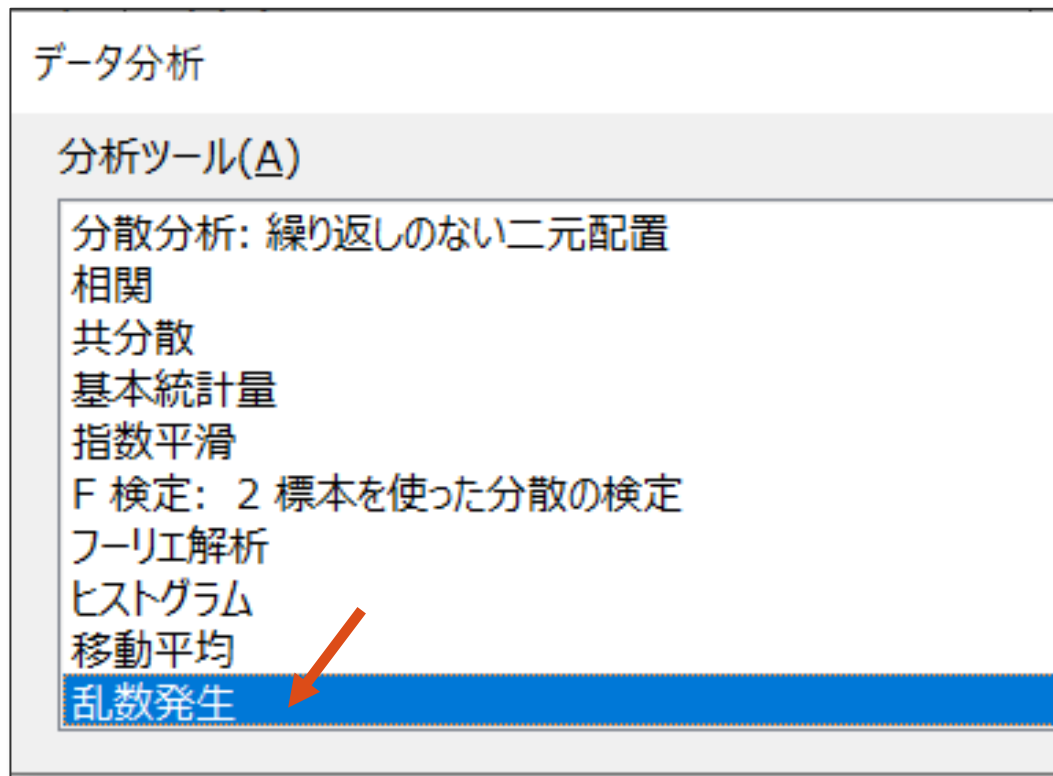 データ分析
分析ツール(A)
分散分析: 繰り返しのない二元配置
相関
共分散
基本統計量
指数平滑
F 検定: 2 標本を使った分散の検定
フーリエ解析
ヒストグラム
移動平均
乱数発生